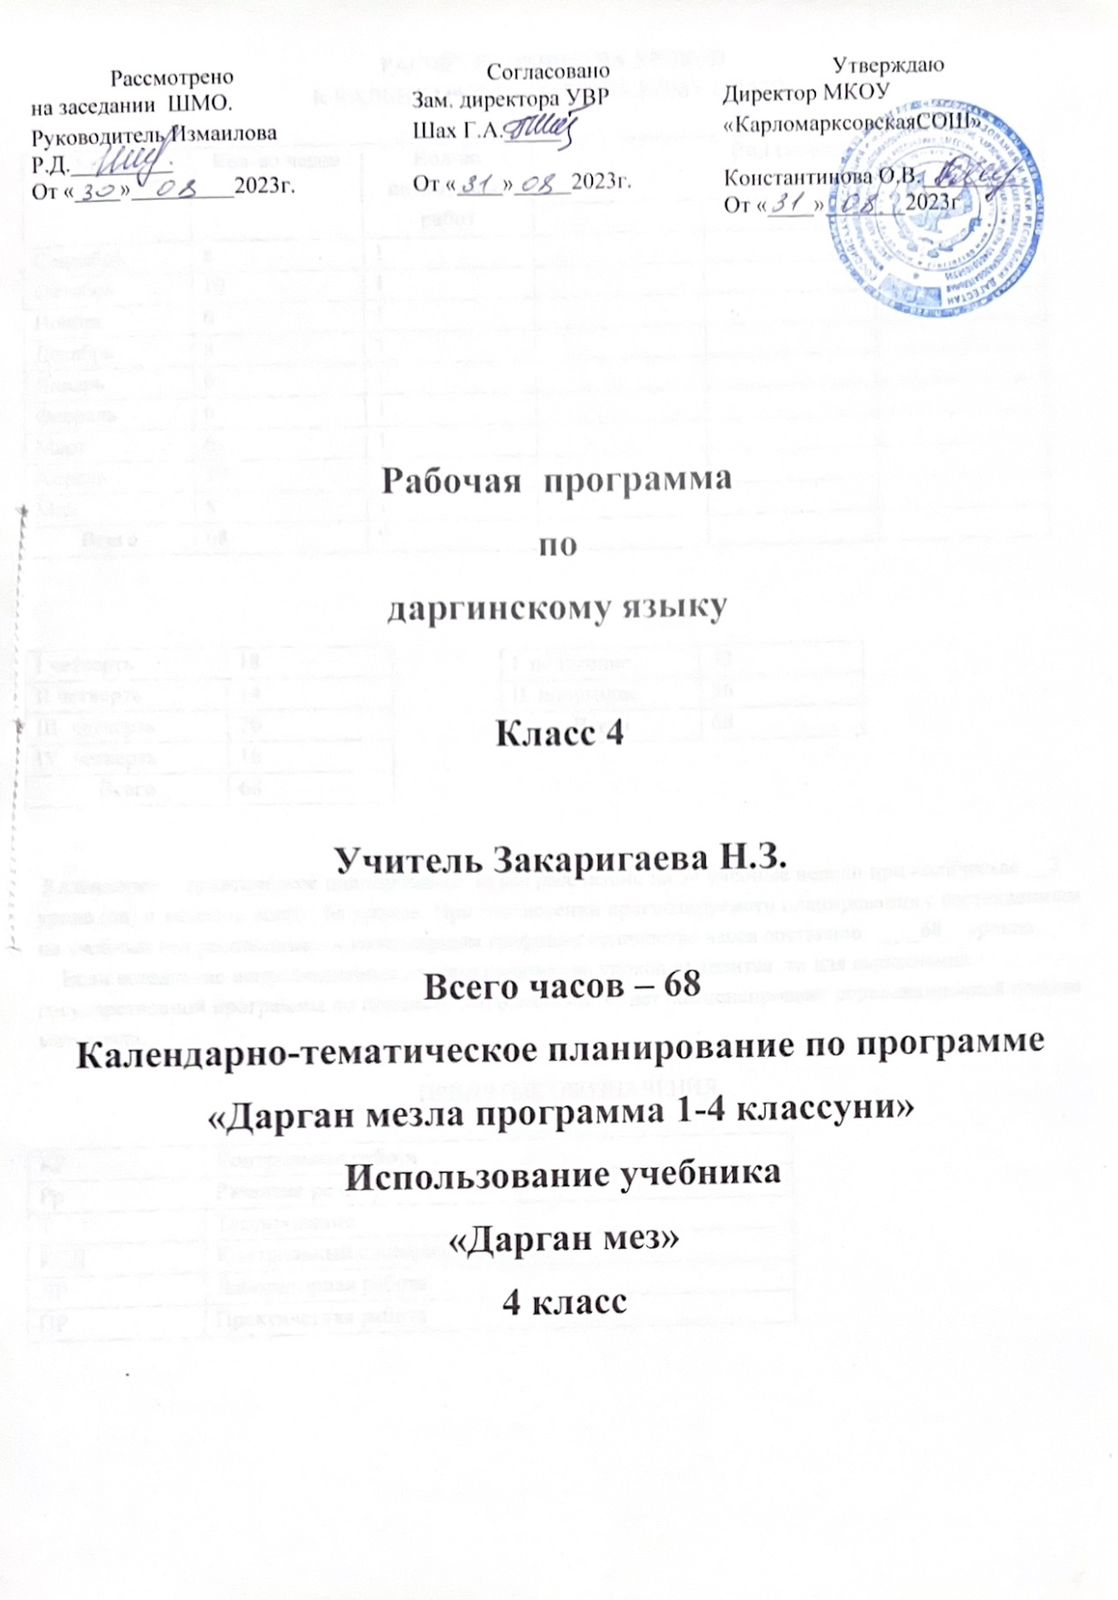 Рассмотрено
на заседании ШМО.
Руководитель Измаилова
Р.Д.
От «30» 08 2023г.
Согласовано
Зам. директора УВР
Шах Г.А.
От «31» 08 2023г.
Утверждаю
Директор МКОУ
«КарломарксовскаяСОШ»
Константинова О.В.
От «31» 08 2023г
Рабочая программа
по
даргинскому языку
Класс 4
Учитель Закаригаева Н.З.
Всего часов – 68
Календарно-тематическое планирование по программе
«Дарган мезла программа 1-4 классуни»
Использование учебника
«Дарган мез»
4 класс